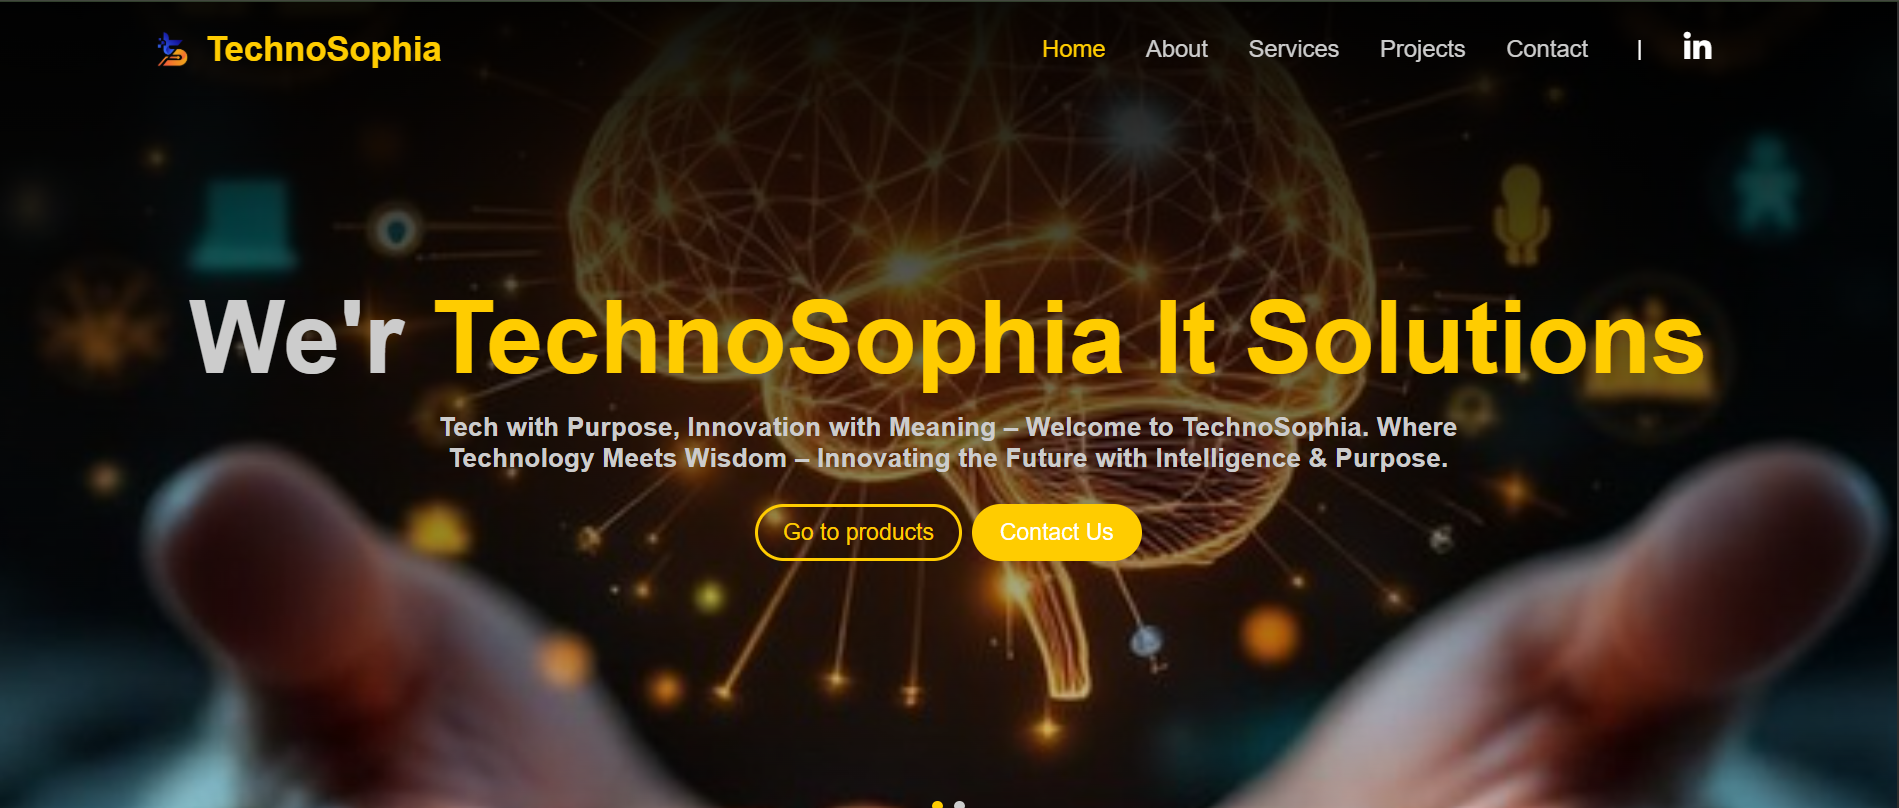 TechnoSophia
Home About Services Projects Contact | in
We'r TechnoSophia It Solutions
Tech with Purpose, Innovation with Meaning – Welcome to TechnoSophia. Where
Technology Meets Wisdom – Innovating the Future with Intelligence & Purpose.
Go to products Contact Us